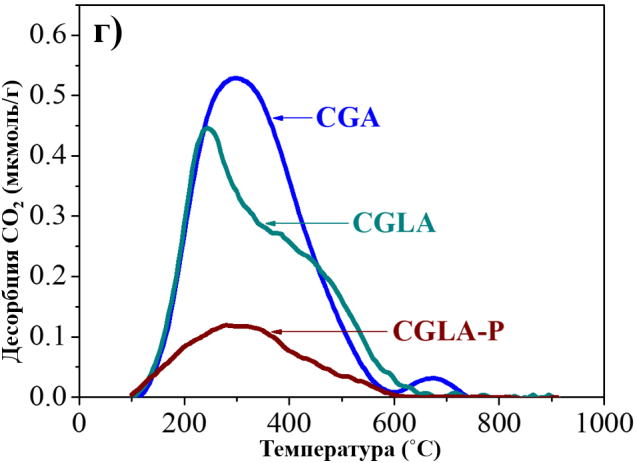 г)
0.6
0.5
0.4
0.3
0.2
0.1
0.0
Десорбция CO2 (мкмоль/г)
CGA
CGLA
CGLA-P
0 200 400 600 800 1000
Температура (˚C)